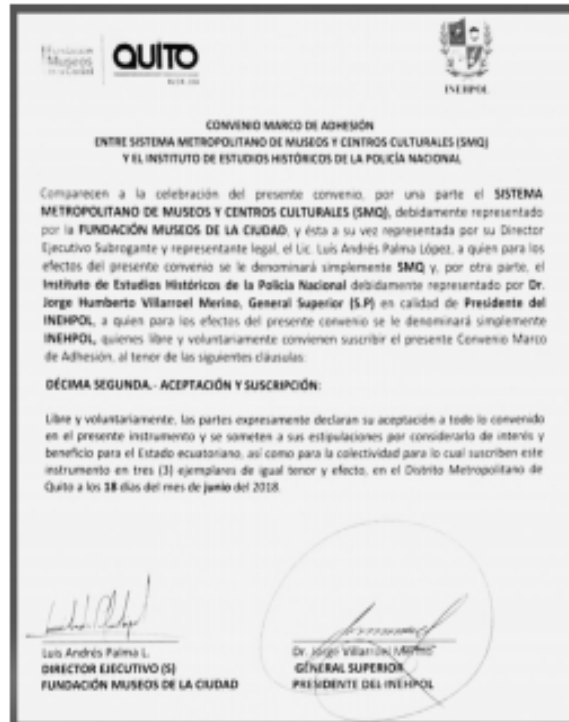 Fundación
Museos
de la Ciudad
QUITO
INEHPOL
CONVENIO MARCO DE ADHESIÓN
ENTRE SISTEMA METROPOLITANO DE MUSEOS Y CENTROS CULTURALES (SMQ)
Y EL INSTITUTO DE ESTUDIOS HISTÓRICOS DE LA POLICÍA NACIONAL
Comparecen a la celebración del presente convenio, por una parte el SISTEMA
METROPOLITANO DE MUSEOS Y CENTROS CULTURALES (SMQ), debidamente representado
por la FUNDACIÓN MUSEOS DE LA CIUDAD, y ésta a su vez representada por su Director
Ejecutivo Subrogante y representante legal, el Lic. Luis Andrés Palma López, a quien para los
efectos del presente convenio se le denominará simplemente SMQ y, por otra parte, el
Instituto de Estudios Históricos de la Policía Nacional debidamente representado por Dr.
Jorge Humberto Villarroel Merino, General Superior (S.P) en calidad de Presidente del
INEHPOL, a quien para los efectos del presente convenio se le denominará simplemente
INEHPOL, quienes libre y voluntariamente convienen suscribir el presente Convenio Marco
de Adhesión, al tenor de las siguientes cláusulas:
DÉCIMA SEGUNDA.- ACEPTACIÓN Y SUSCRIPCIÓN:
Libre y voluntariamente, las partes expresamente declaran su aceptación a todo lo convenido
en el presente instrumento y se someten a sus estipulaciones por considerarlo de interés y
beneficio para el Estado ecuatoriano, así como para la colectividad para lo cual suscriben este
instrumento en tres (3) ejemplares de igual tenor y efecto, en el Distrito Metropolitano de
Quito a los 18 días del mes de junio del 2018.
Luis Andrés Palma L.
DIRECTOR EJECUTIVO (S)
FUNDACIÓN MUSEOS DE LA CIUDAD
Dr. Jorge Villarroel Merino
GENERAL SUPERIOR
PRESIDENTE DEL INEHPOL